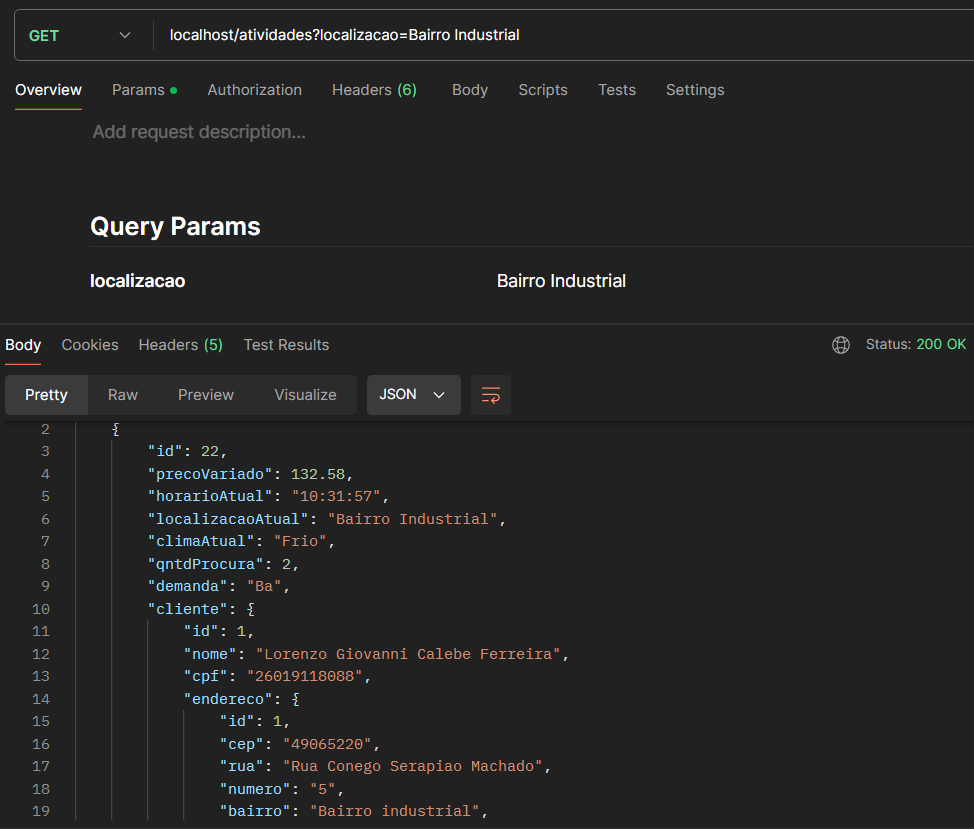 GET localhost/atividades?localizacao=Bairro Industrial
Overview Params Authorization Headers (6) Body Scripts Tests Settings
Add request description...
Query Params
localizacao Bairro Industrial
Body Cookies Headers (5) Test Results Status: 200 OK
Pretty Raw Preview Visualize JSON
2 {
3 "id": 22,
4 "precoVariado": 132.58,
5 "horarioAtual": "10:31:57",
6 "localizacaoAtual": "Bairro Industrial",
7 "climaAtual": "Frio",
8 "qntdProcura": 2,
9 "demanda": "Ba",
10 "cliente": {
11 "id": 1,
12 "nome": "Lorenzo Giovanni Calebe Ferreira",
13 "cpf": "26019118088",
14 "endereco": {
15 "id": 1,
16 "cep": "49065220",
17 "rua": "Rua Conego Serapiao Machado",
18 "numero": "5",
19 "bairro": "Bairro industrial",